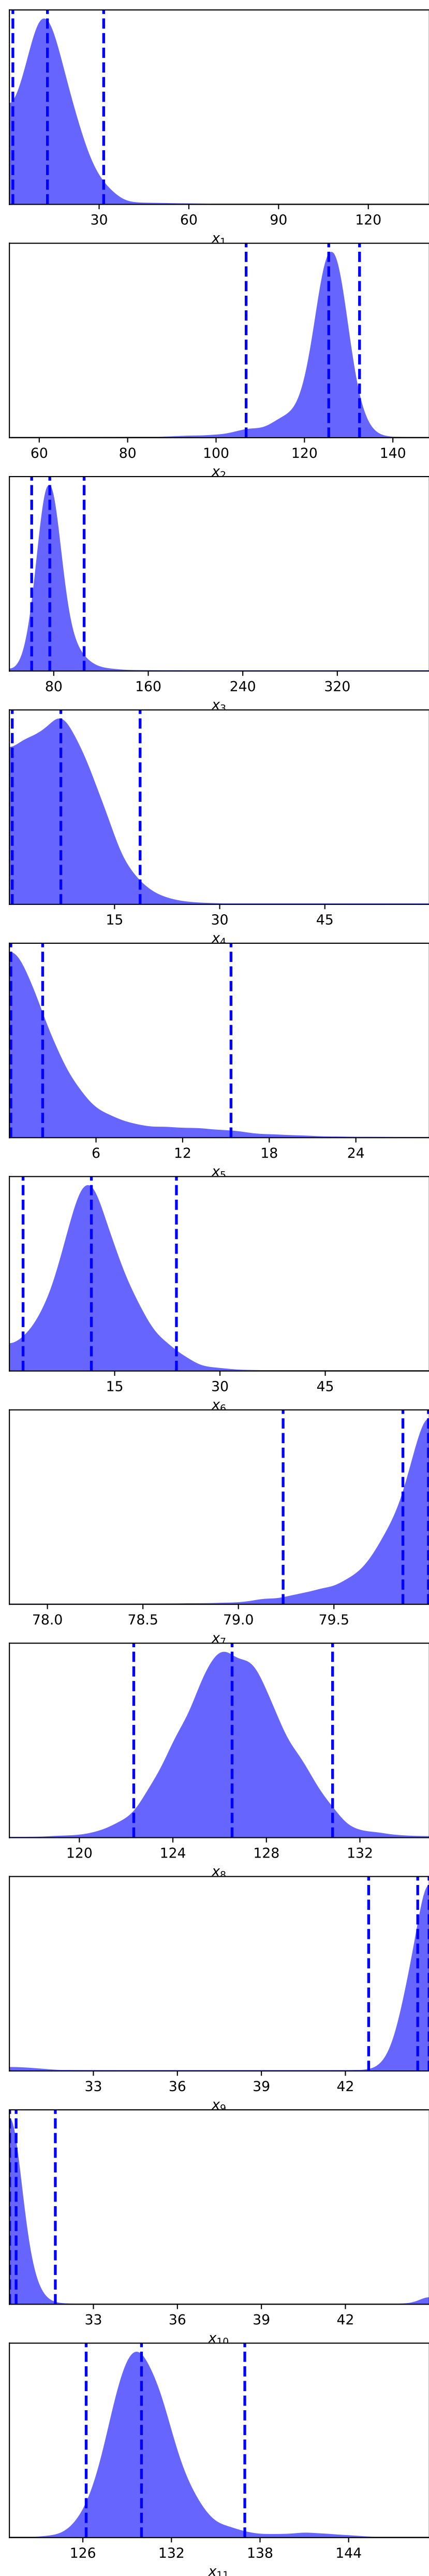 30 60 90 120
x₁
60 80 100 120 140
x₂
80 160 240 320
x₃
15 30 45
x₄
6 12 18 24
x₅
15 30 45
x₆
78.0 78.5 79.0 79.5
x₇
120 124 128 132
x₈
33 36 39 42
x₉
33 36 39 42
x₁₀
126 132 138 144
x₁₁